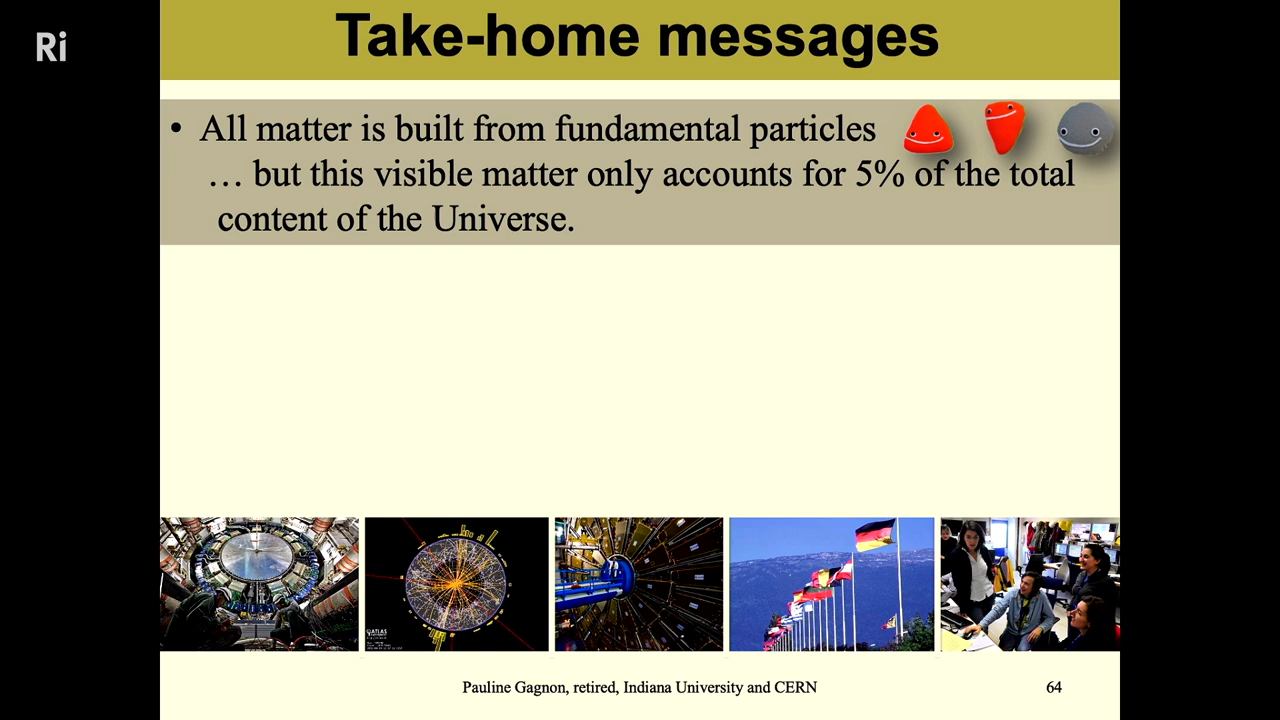 Ri
Take-home messages
• All matter is built from fundamental particles
… but this visible matter only accounts for 5% of the total
content of the Universe.
ATLAS
Pauline Gagnon, retired, Indiana University and CERN
64